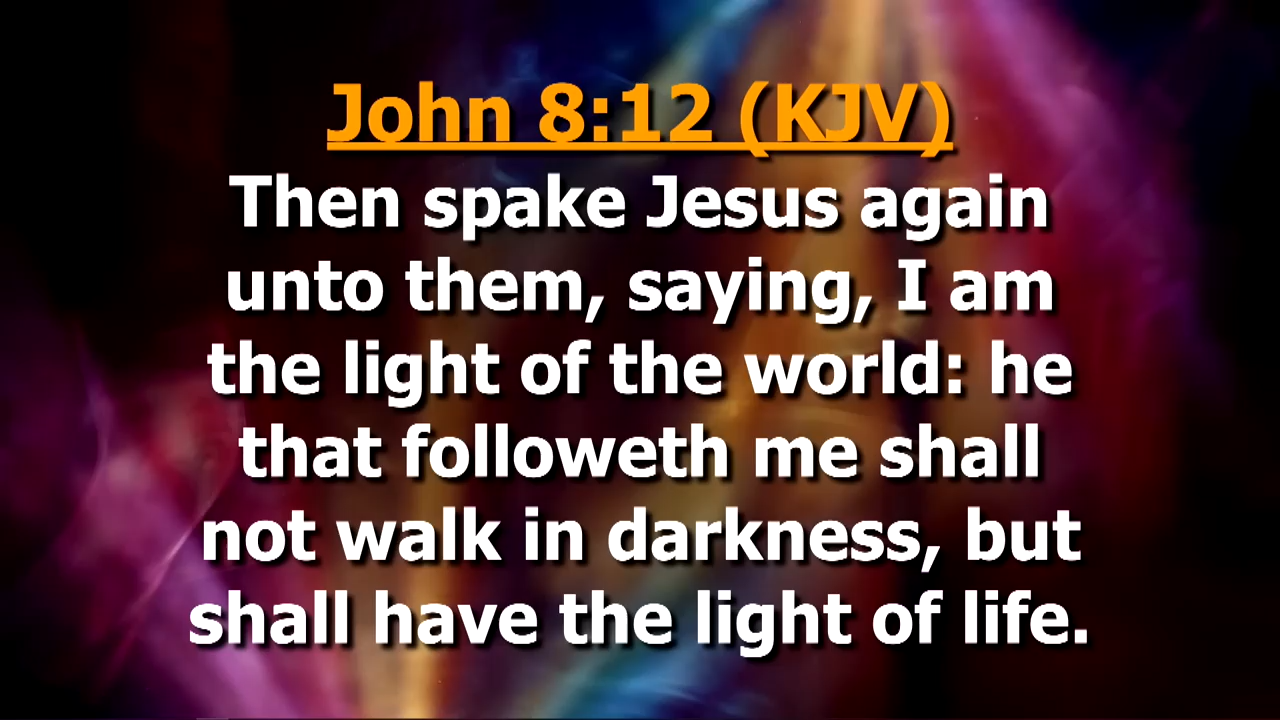 John 8:12 (KJV)
Then spake Jesus again
unto them, saying, I am
the light of the world: he
that followeth me shall
not walk in darkness, but
shall have the light of life.